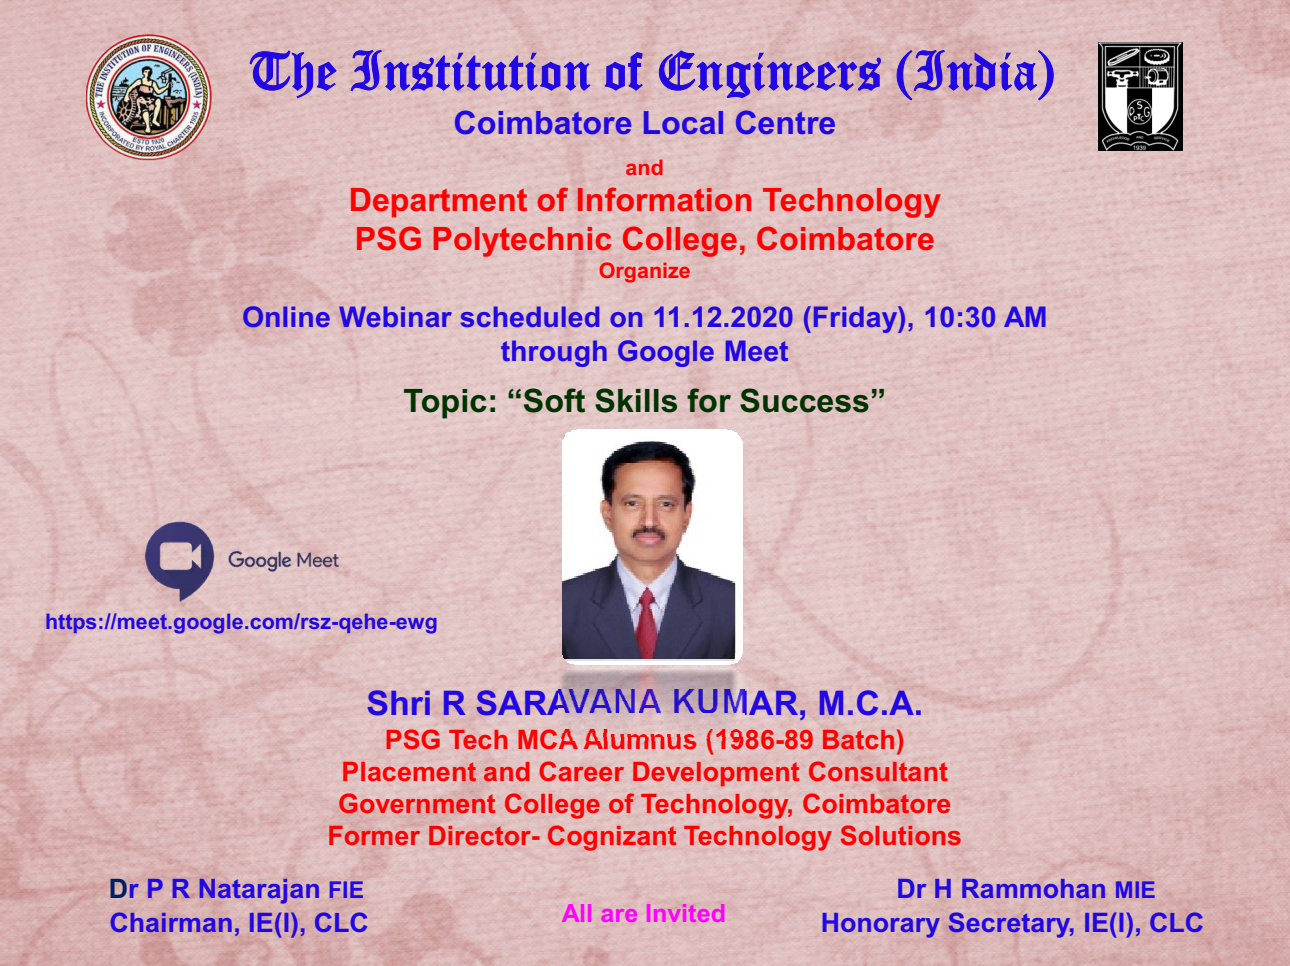 THE INSTITUTION OF ENGINEERS (INDIA)
ESTD 1920
INCORPORATED BY ROYAL CHARTER 1935
The Institution of Engineers (India)
Coimbatore Local Centre
KNOWLEDGE AND SERVICE
1939
and
Department of Information Technology
PSG Polytechnic College, Coimbatore
Organize
Online Webinar scheduled on 11.12.2020 (Friday), 10:30 AM
through Google Meet
Topic: “Soft Skills for Success”
Google Meet
https://meet.google.com/rsz-qehe-ewg
Shri R SARAVANA KUMAR, M.C.A.
PSG Tech MCA Alumnus (1986-89 Batch)
Placement and Career Development Consultant
Government College of Technology, Coimbatore
Former Director- Cognizant Technology Solutions
Dr P R Natarajan FIE
Chairman, IE(I), CLC
All are Invited
Dr H Rammohan MIE
Honorary Secretary, IE(I), CLC